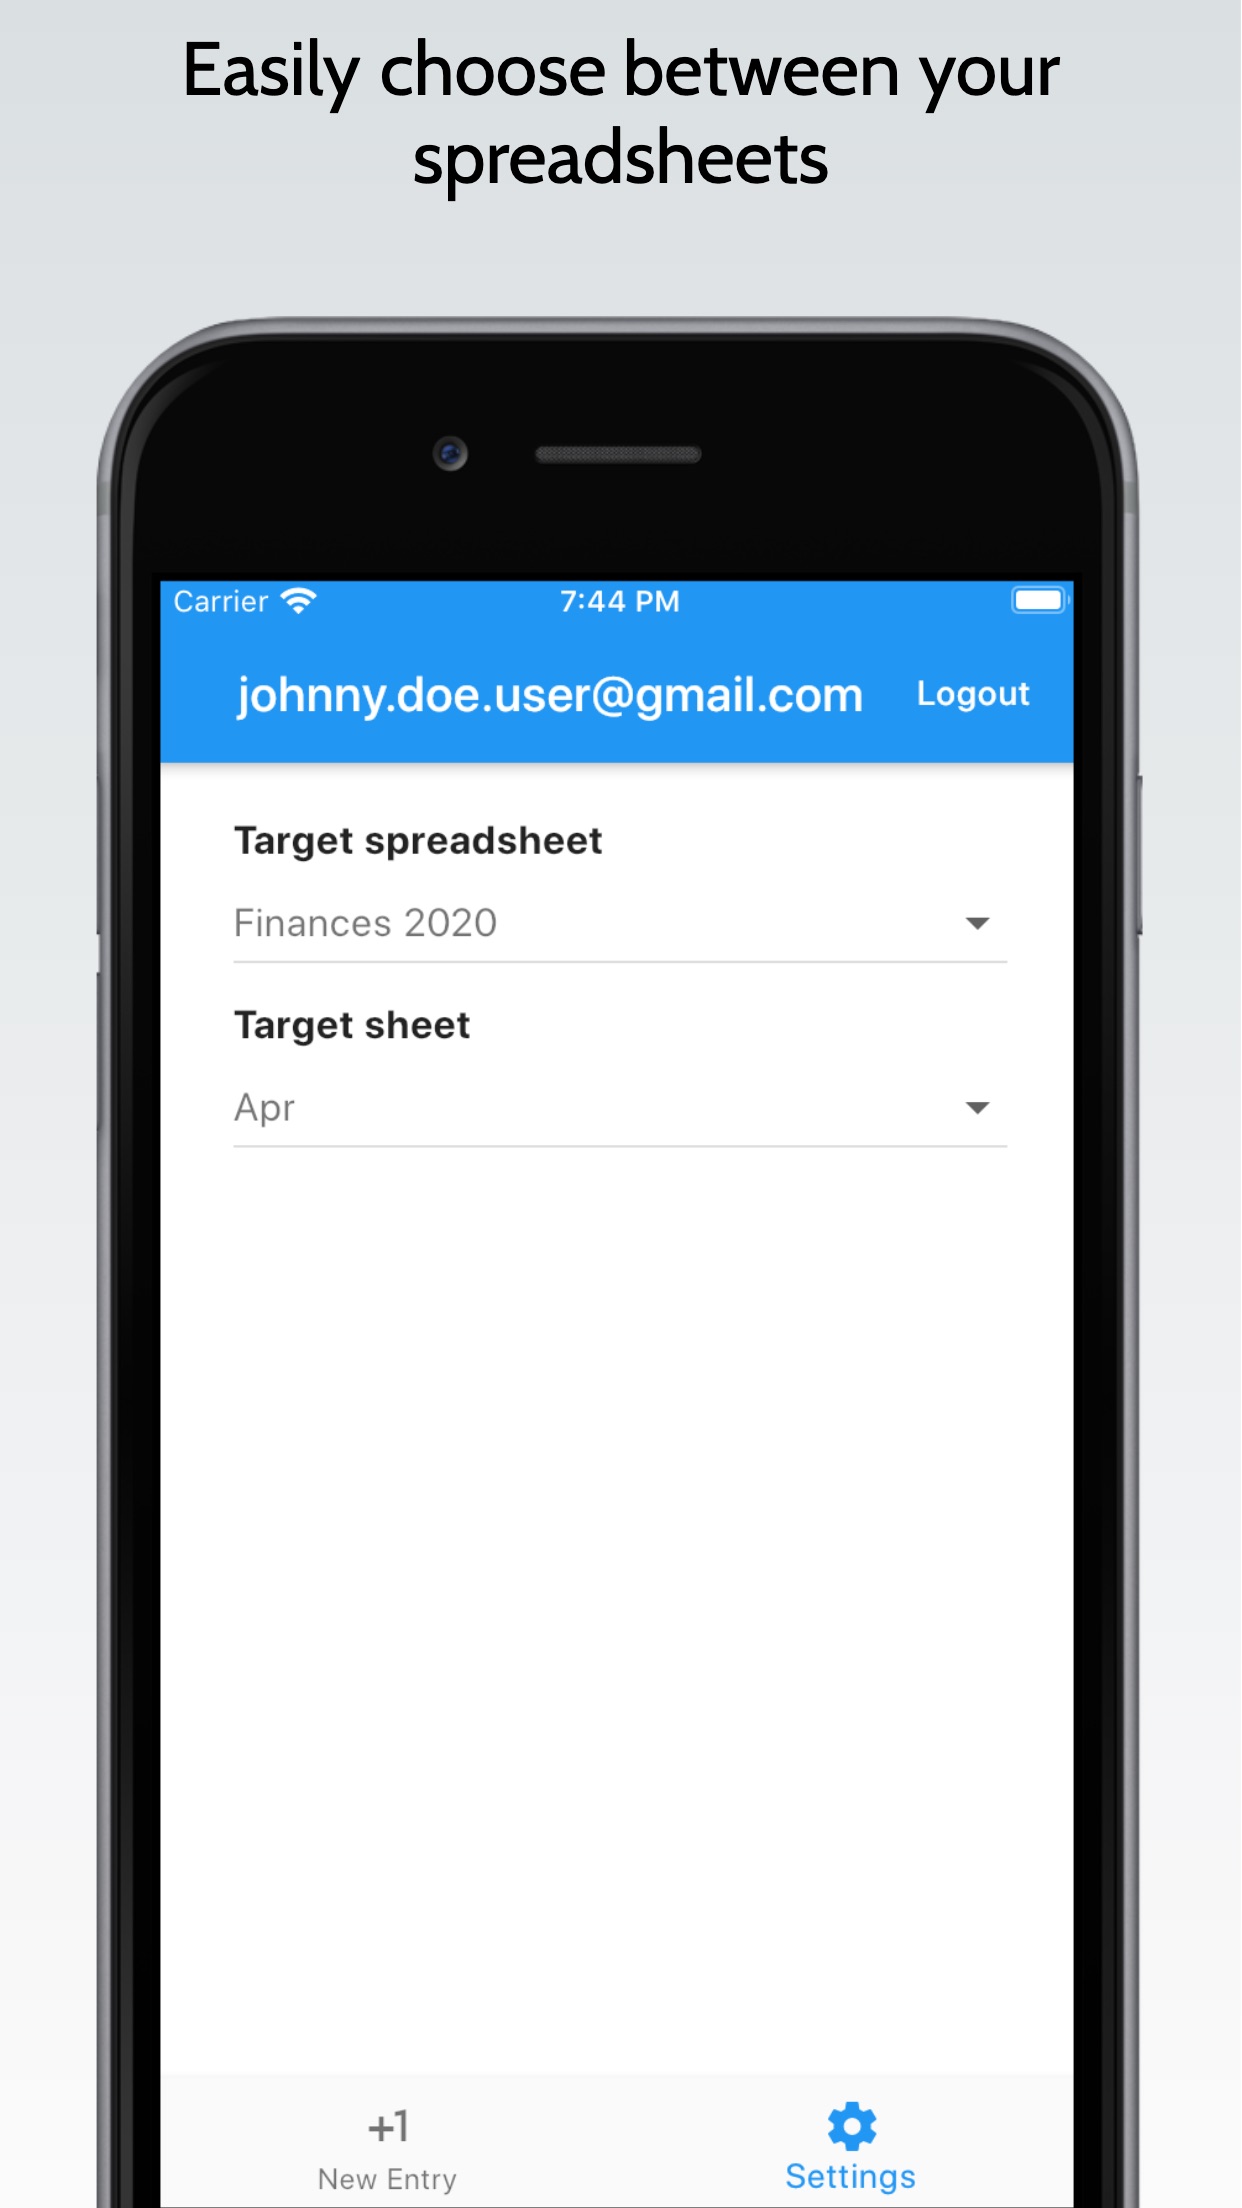 Easily choose between your
spreadsheets
Carrier 7:44 PM
johnny.doe.user@gmail.com Logout
Target spreadsheet
Finances 2020
Target sheet
Apr
+1
New Entry Settings